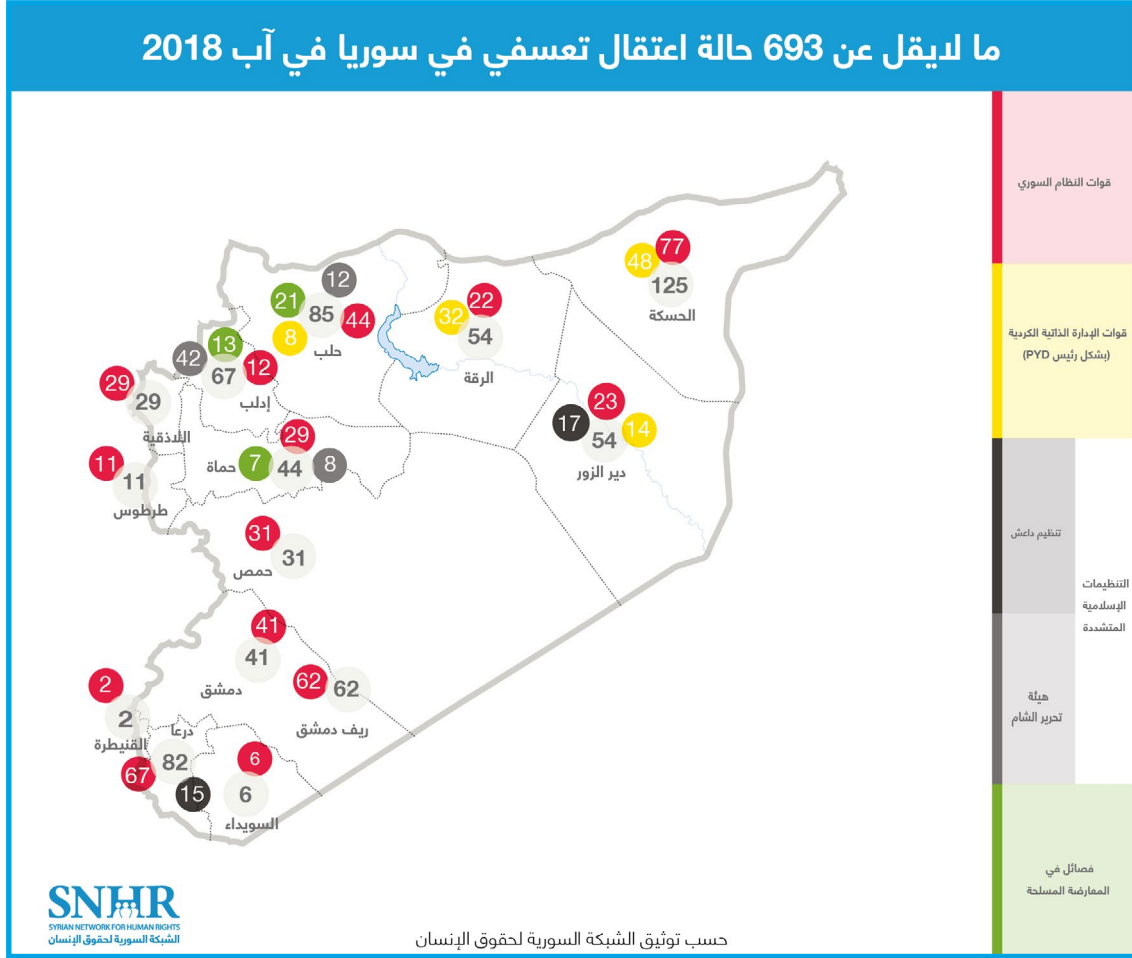 ما لايقل عن 693 حالة اعتقال تعسفي في سوريا في آب 2018
قوات النظام السوري
قوات الإدارة الذاتية الكردية
(بشكل رئيس PYD)
تنظيم داعش
التنظيمات
الإسلامية
المتشددة
هيئة
تحرير الشام
فصائل في
المعارضة المسلحة
77
48
125
الحسكة
12
21
85
44
8
حلب
22
32
54
الرقة
13
42
12
67
إدلب
29
29
اللاذقية
23
17
14
54
دير الزور
29
7
44
8
حماة
11
11
طرطوس
31
31
حمص
41
41
دمشق
62
62
ريف دمشق
2
2
القنيطرة
درعا
82
67
15
6
6
السويداء
SNHR
SYRIAN NETWORK FOR HUMAN RIGHTS
الشبكة السورية لحقوق الإنسان
حسب توثيق الشبكة السورية لحقوق الإنسان